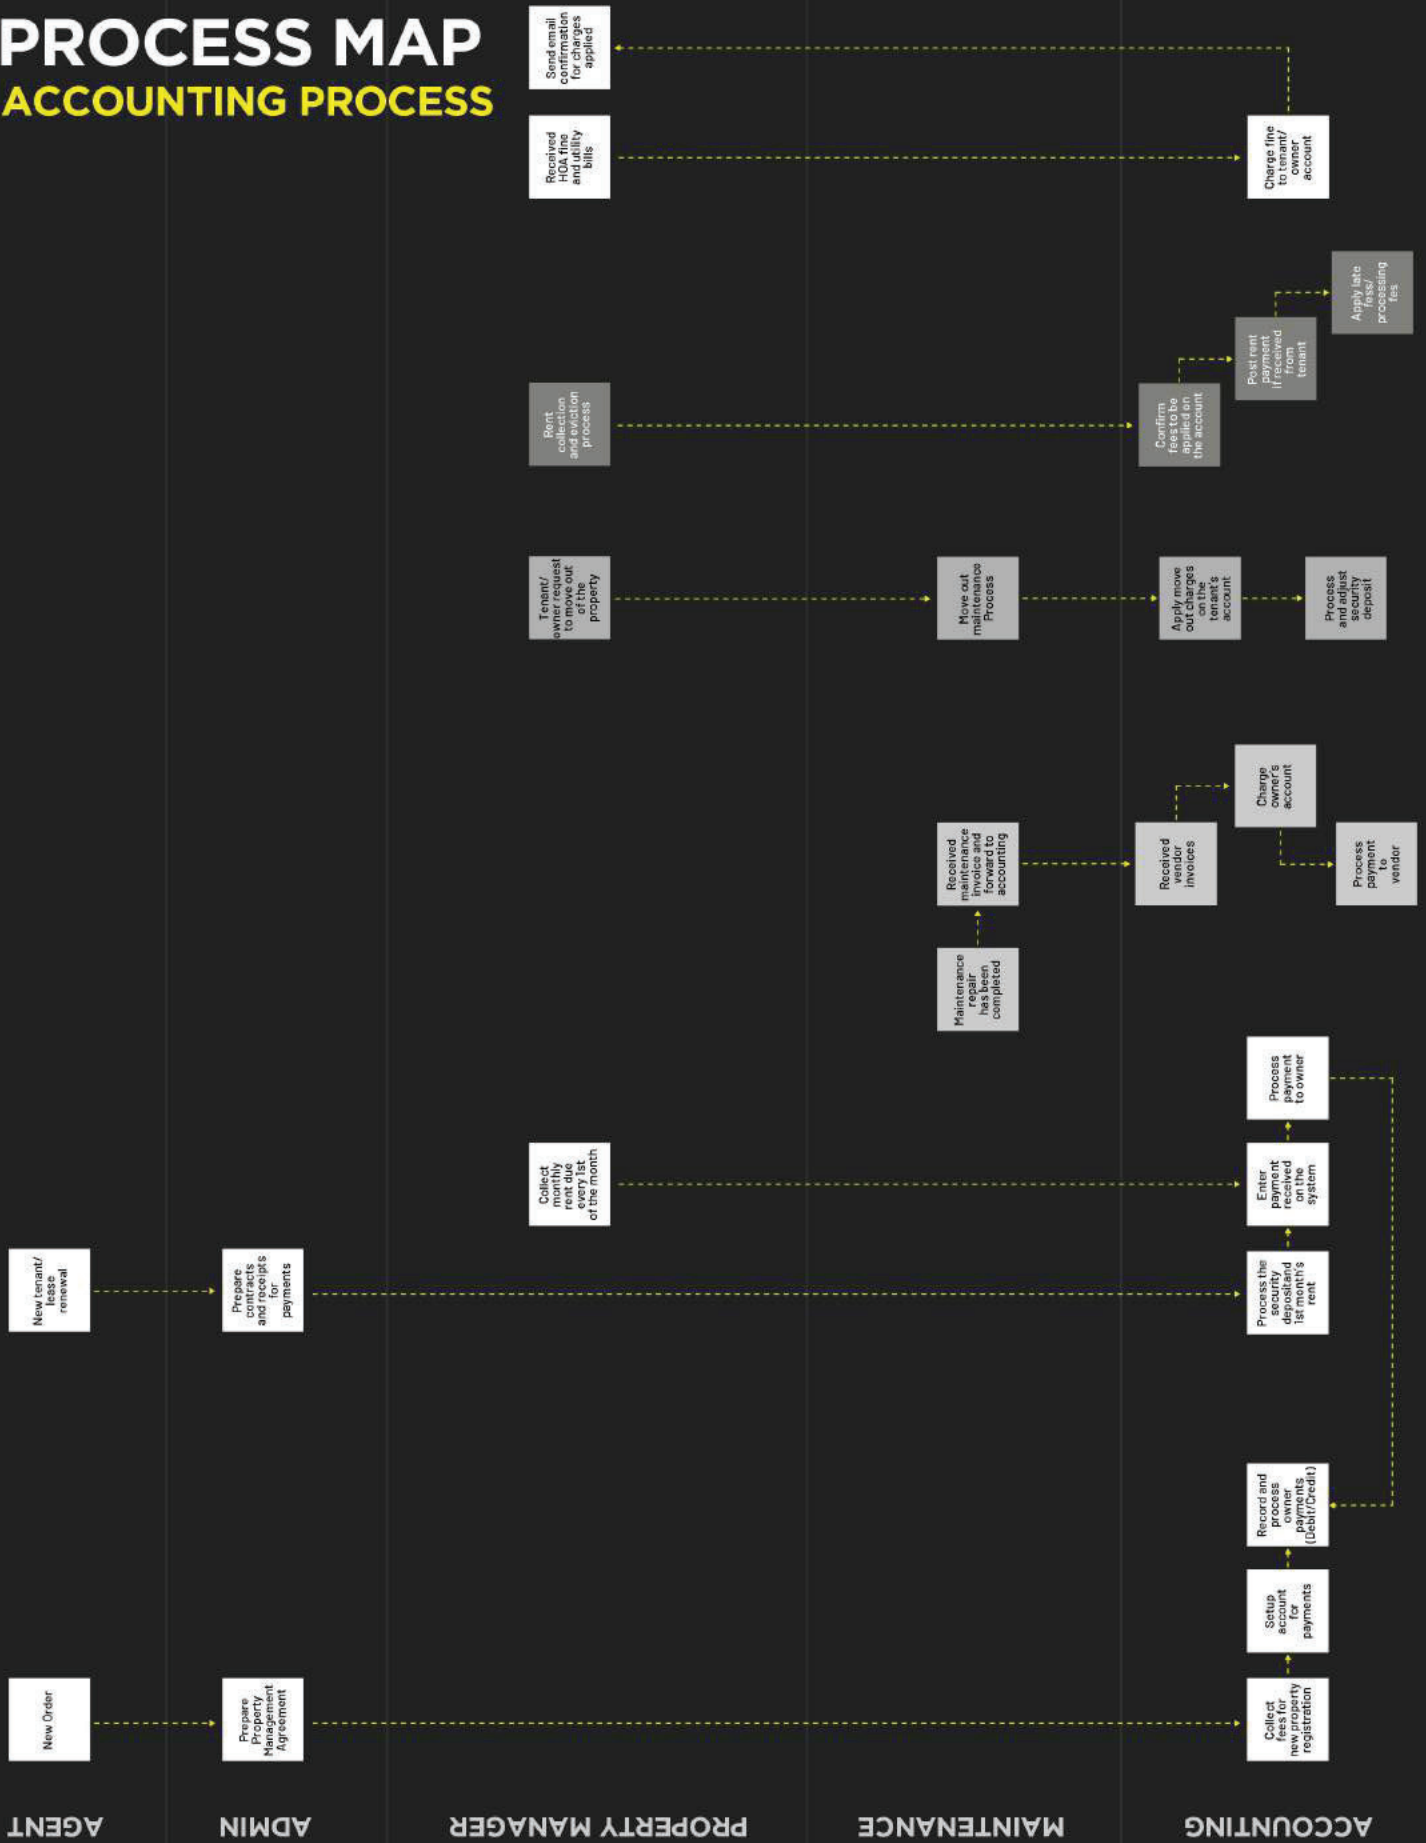 PROCESS MAP
ACCOUNTING PROCESS
Send email
confirmation
for charges
applied
Received
HOA fine
and utility
bills
Charge fine
to tenant/
owner
account
Rent
collection
and eviction
process
Confirm
fees to be
applied on
the account
Post rent
payment
if received
from
tenant
Apply late
fess/
processing
fes
Tenant/
owner request
to move out
of the
property
Move out
maintenance
Process
Apply move
out charges
on the
tenant's
account
Process
and adjust
security
deposit
Maintenance
repair
has been
completed
Received
maintenance
invoice and
forward to
accounting
Received
vendor
invoices
Charge
owner's
account
Process
payment
to
vendor
New tenant/
lease
renewal
Prepare
contracts
and receipts
for
payments
Process the
security
depositand
1st month's
rent
Collect
monthly
rent due
every 1st
of the month
Enter
payment
received
on the
system
Process
payment
to owner
New Order
Prepare
Property
Management
Agreement
Collect
fees for
new property
registration
Setup
account
for
payments
Record and
process
owner
payments
(Debit/Credit)
AGENT
ADMIN
PROPERTY MANAGER
MAINTENANCE
ACCOUNTING